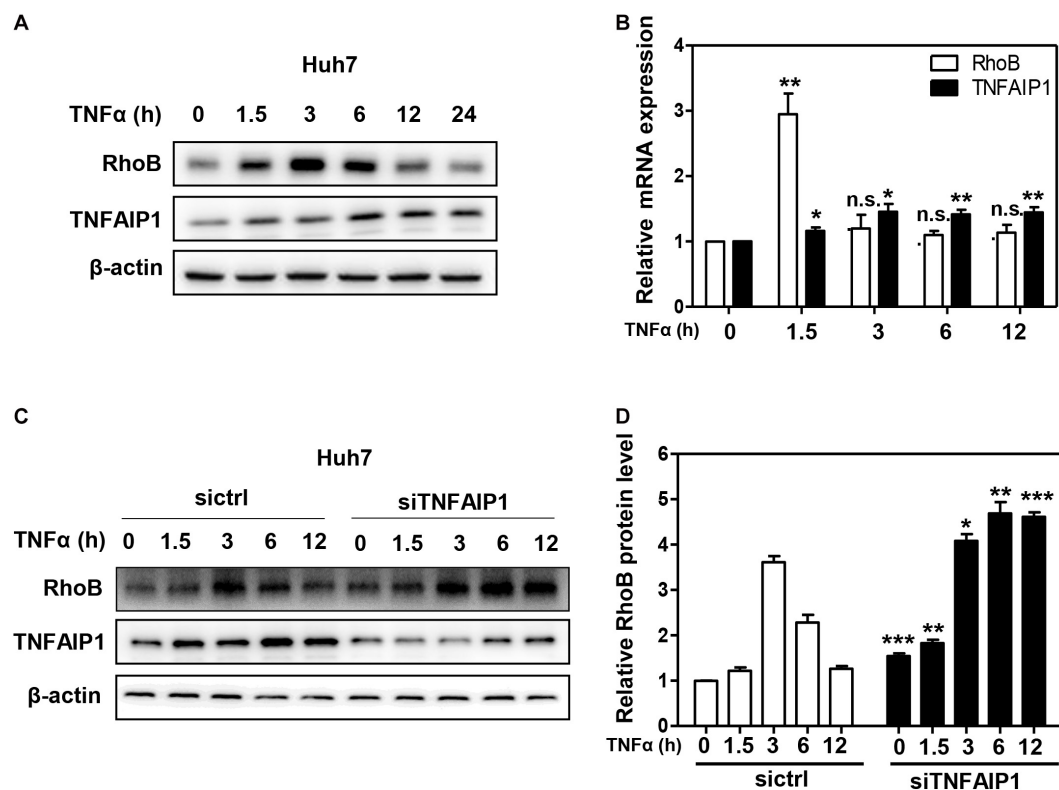 A
Huh7
TNFα (h) 0 1.5 3 6 12 24
RhoB
TNFAIP1
β-actin
B
Relative mRNA expression
4
3
2
1
0
RhoB
TNFAIP1
**
*
n.s. *
n.s. **
n.s. **
TNFα (h) 0 1.5 3 6 12
C
Huh7
sictrl siTNFAIP1
TNFα (h) 0 1.5 3 6 12 0 1.5 3 6 12
RhoB
TNFAIP1
β-actin
D
Relative RhoB protein level
6
5
4
3
2
1
0
*** ** * ** ***
TNFα (h) 0 1.5 3 6 12 0 1.5 3 6 12
sictrl siTNFAIP1